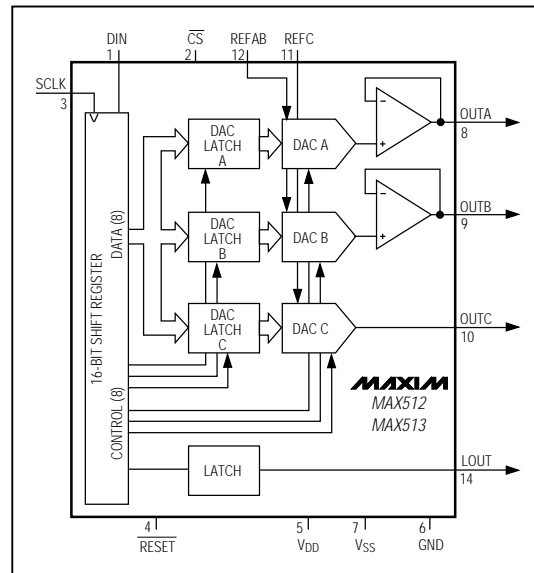 DIN CS REFAB REFC
1 2 12 11
SCLK
3
DAC LATCH A
DAC A
OUTA
8
DAC LATCH B
DAC B
OUTB
9
DAC LATCH C
DAC C
OUTC
10
16-BIT SHIFT REGISTER
DATA (8)
CONTROL (8)
MAXIM
MAX512
MAX513
LATCH
LOUT
14
4 5 7 6
RESET VDD VSS GND
- + - +